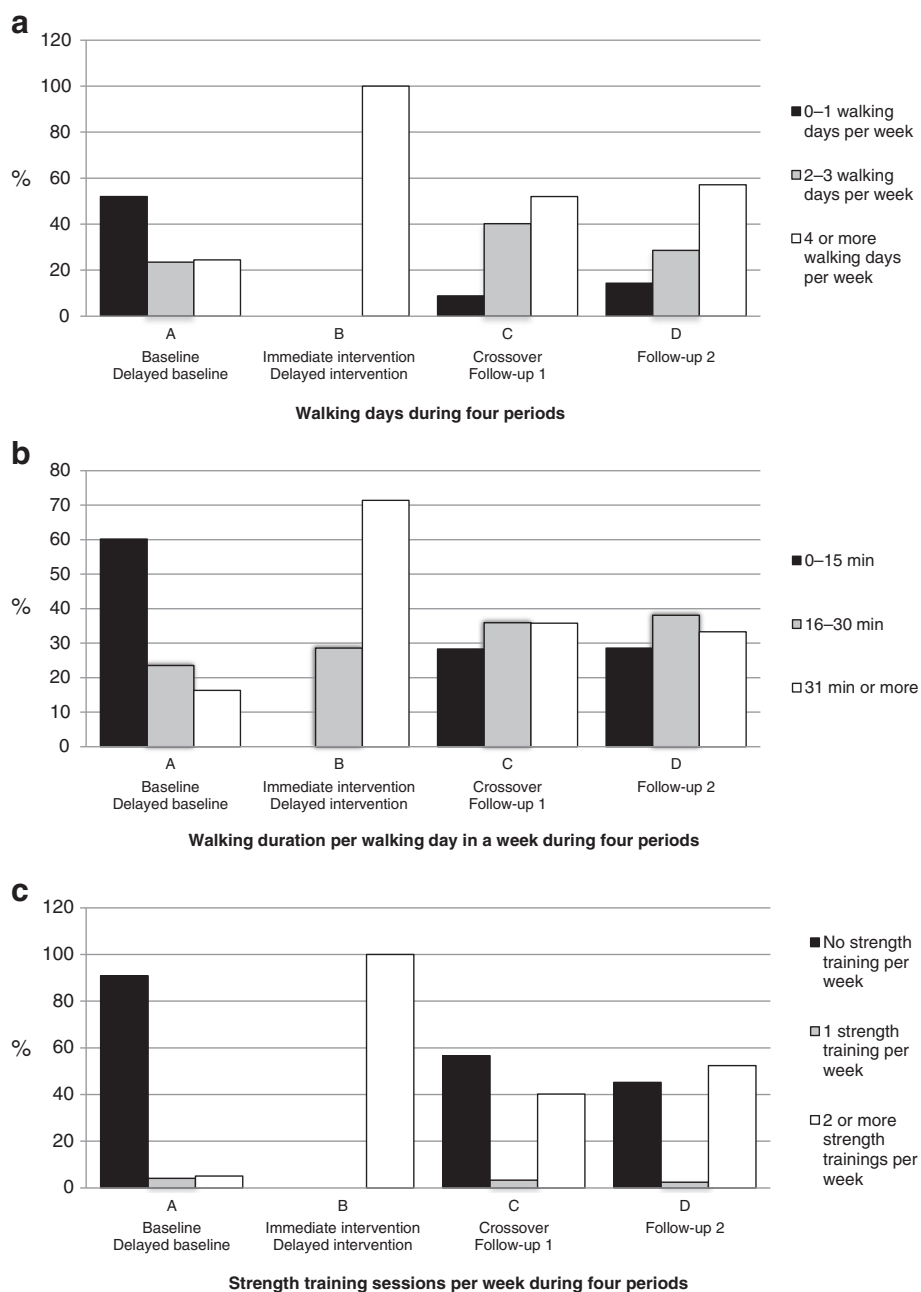 a
120
100
80
60
40
20
0
%
A
B
C
D
Baseline
Delayed baseline
Immediate intervention
Delayed intervention
Crossover
Follow-up 1
Follow-up 2
Walking days during four periods
0–1 walking
days per week
2–3 walking
days per week
4 or more
walking days
per week
b
80
70
60
50
40
30
20
10
0
%
A
B
C
D
Baseline
Delayed baseline
Immediate intervention
Delayed intervention
Crossover
Follow-up 1
Follow-up 2
Walking duration per walking day in a week during four periods
0–15 min
16–30 min
31 min or more
c
120
100
80
60
40
20
0
%
A
B
C
D
Baseline
Delayed baseline
Immediate intervention
Delayed intervention
Crossover
Follow-up 1
Follow-up 2
Strength training sessions per week during four periods
No strength
training per
week
1 strength
training per
week
2 or more
strength
trainings per
week